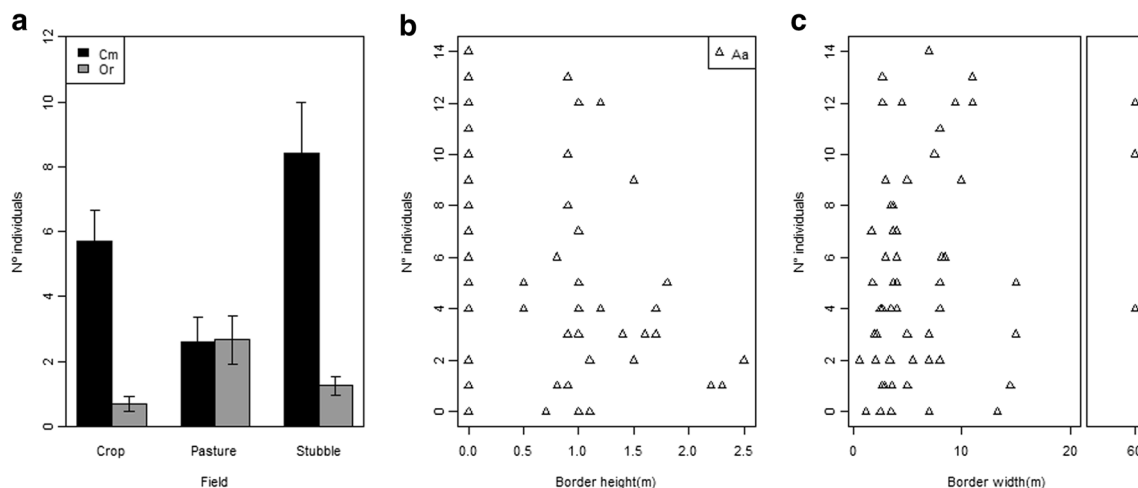 a
12
10
8
6
4
2
0
N° individuals
Cm
Or
Crop Pasture Stubble
Field
b
14
12
10
8
6
4
2
0
N° individuals
Aa
0.0 0.5 1.0 1.5 2.0 2.5
Border height(m)
c
14
12
10
8
6
4
2
0
N° individuals
0 10 20 60
Border width(m)